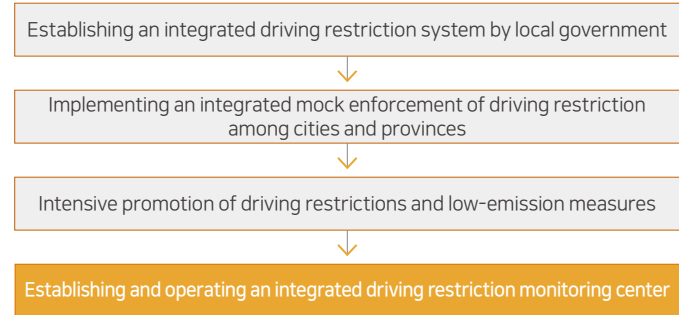 Establishing an integrated driving restriction system by local government
Implementing an integrated mock enforcement of driving restriction
among cities and provinces
Intensive promotion of driving restrictions and low-emission measures
Establishing and operating an integrated driving restriction monitoring center